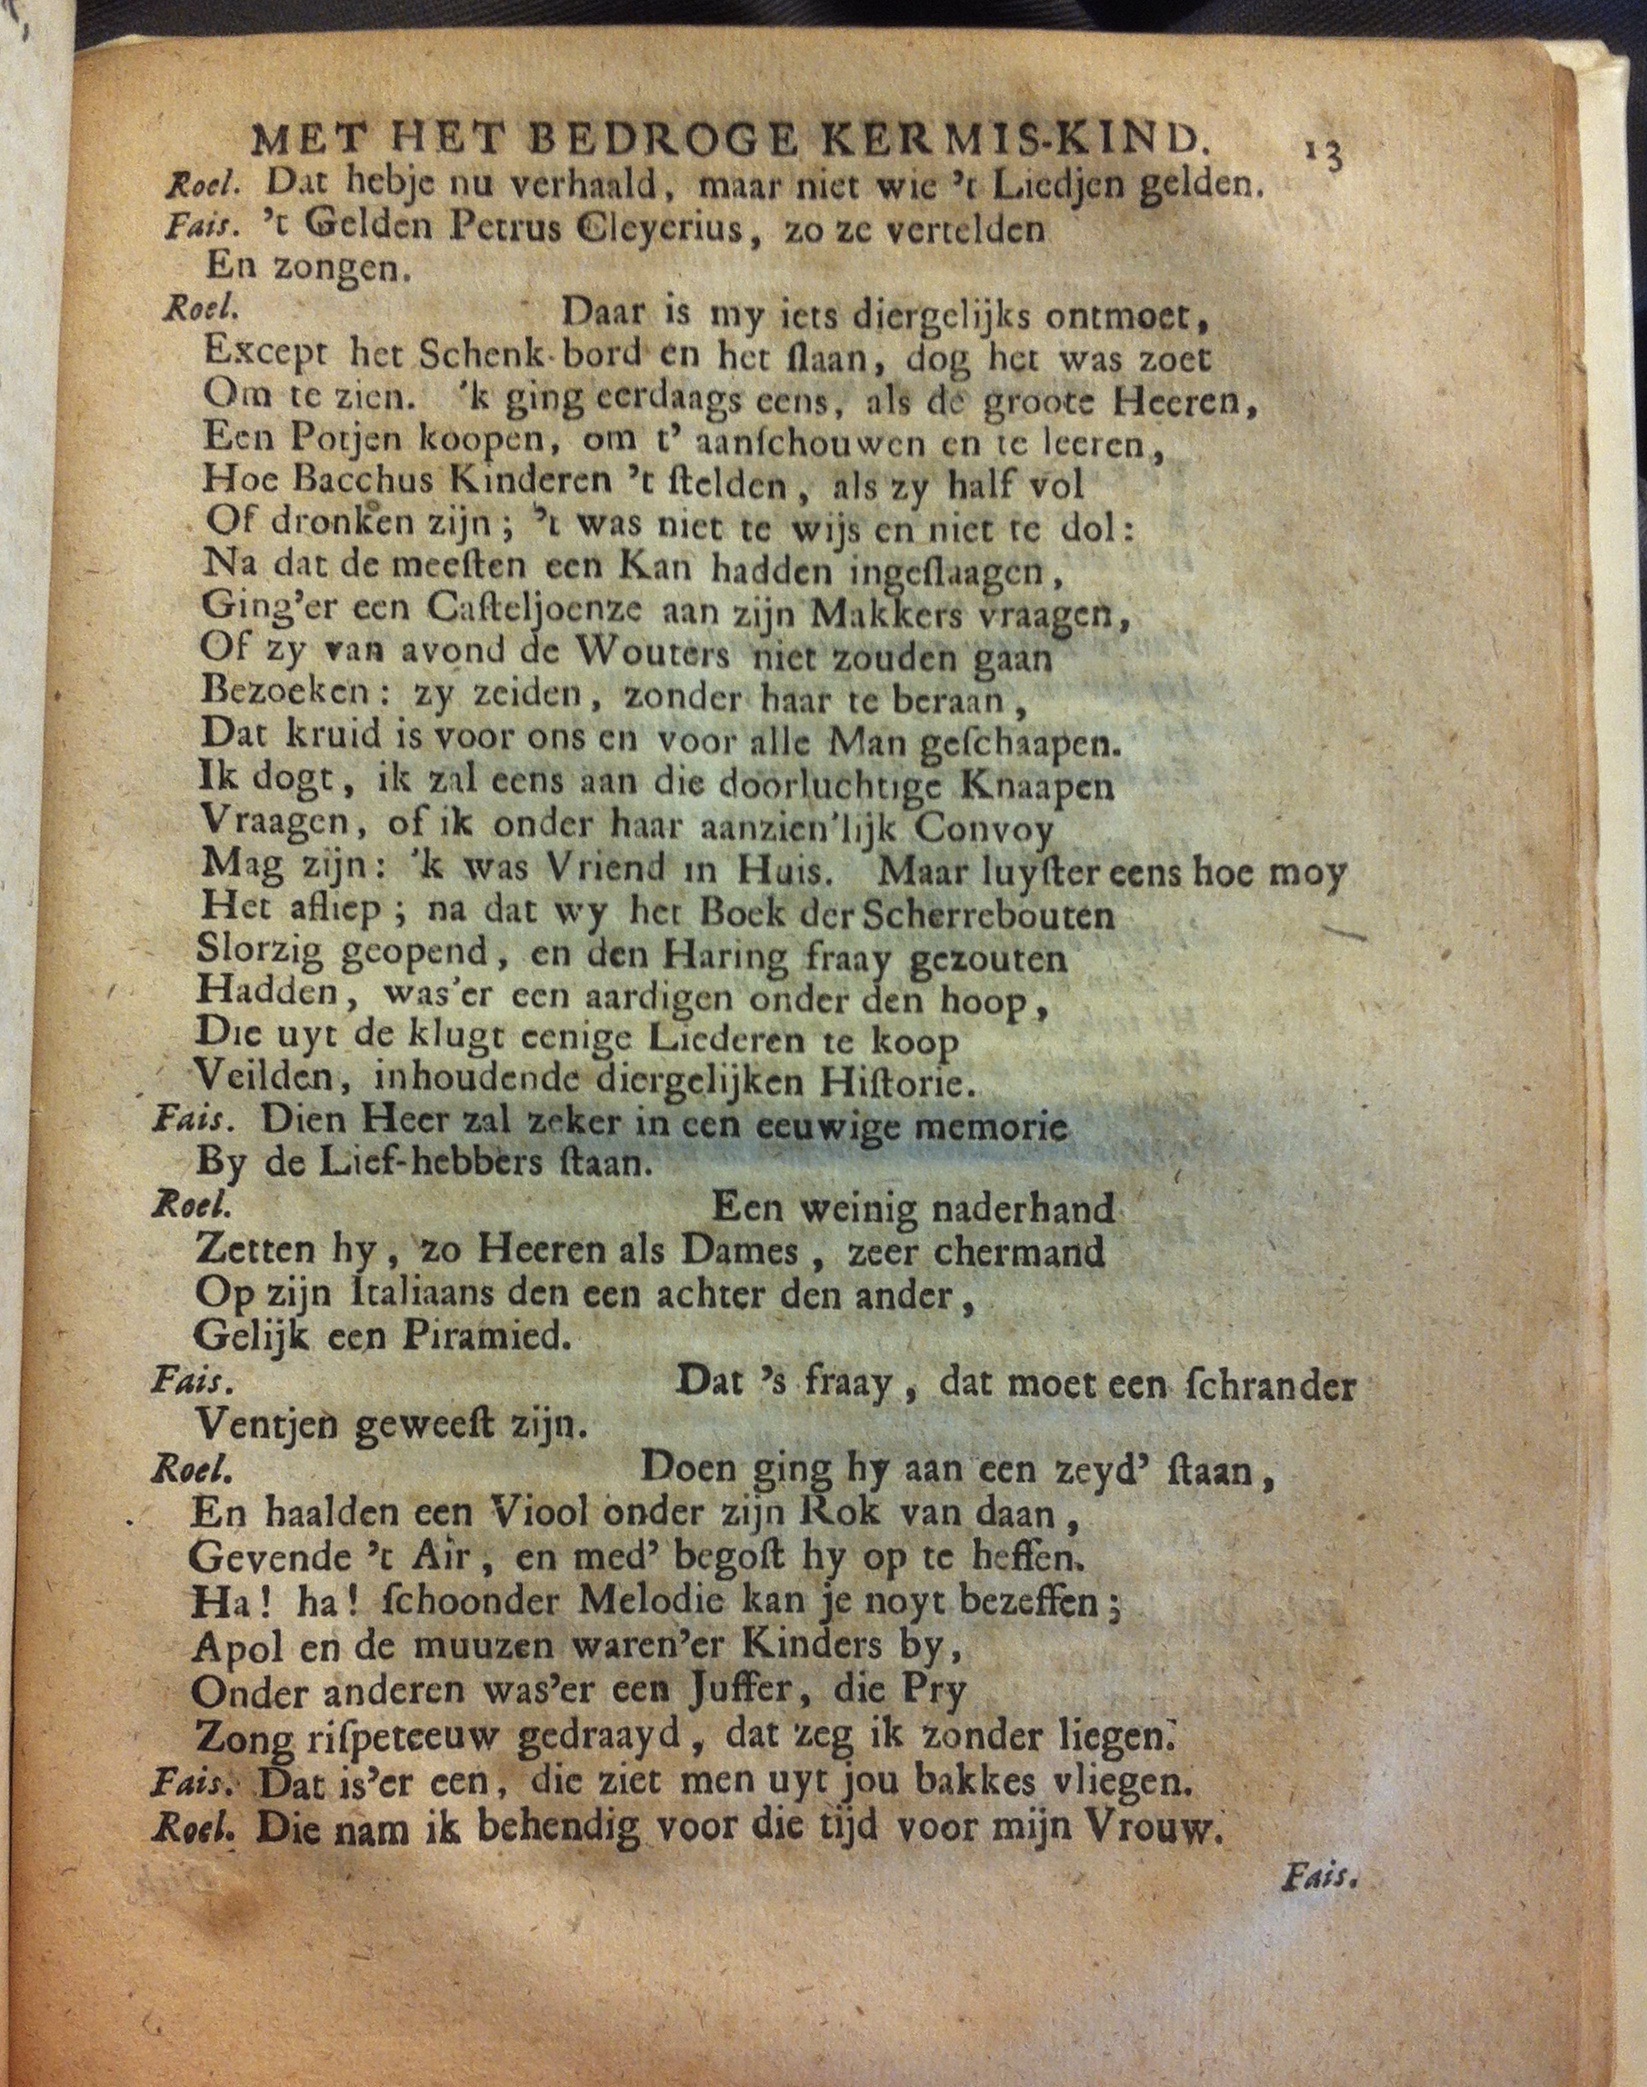 MET HET BEDROGE KERMIS-KIND. 13
Roel. Dat hebje nu verhaald, maar niet wie 't Liedjen gelden.
Fais. 't Gelden Petrus Cleyerius, zo ze vertelden
En zongen.
Roel. Daar is my iets diergelijks ontmoet,
Except het Schenk-bord en het ſlaan, dog het was zoet
Om te zien. 'k ging eerdaags eens, als de groote Heeren,
Een Potjen koopen, om t' aanſchouwen en te leeren,
Hoe Bacchus Kinderen 't ſtelden, als zy half vol
Of dronken zijn; 't was niet te wijs en niet te dol:
Na dat de meeſten een Kan hadden ingeſlaagen,
Ging'er een Caſteljoenze aan zijn Makkers vraagen,
Of zy van avond de Wouters niet zouden gaan
Bezoeken: zy zeiden, zonder haar te beraan,
Dat kruid is voor ons en voor alle Man geſchaapen.
Ik dogt, ik zal eens aan die doorluchtige Knaapen
Vraagen, of ik onder haar aanzien'lijk Convoy
Mag zijn: 'k was Vriend in Huis. Maar luyſter eens hoe moy
Het afliep; na dat wy het Boek der Scherrebouten
Slorzig geopend, en den Haring fraay gezouten
Hadden, was'er een aardigen onder den hoop,
Die uyt de klugt eenige Liederen te koop
Veilden, inhoudende diergelijken Hiſtorie.
Fais. Dien Heer zal zeker in een eeuwige memorie
By de Lief-hebbers ſtaan.
Roel. Een weinig naderhand
Zetten hy, zo Heeren als Dames, zeer chermand
Op zijn Italiaans den een achter den ander,
Gelijk een Piramied.
Fais. Dat 's fraay, dat moet een ſchrander
Ventjen geweeſt zijn.
Roel. Doen ging hy aan een zeyd' ſtaan,
En haalden een Viool onder zijn Rok van daan,
Gevende 't Air, en med' begoſt hy op te heffen.
Ha! ha! ſchoonder Melodie kan je noyt bezeffen;
Apol en de muuzen waren'er Kinders by,
Onder anderen was'er een Juffer, die Pry
Zong riſpeteeuw gedraayd, dat zeg ik zonder liegen.
Fais. Dat is'er een, die ziet men uyt jou bakkes vliegen.
Roel. Die nam ik behendig voor die tijd voor mijn Vrouw.
Fais.